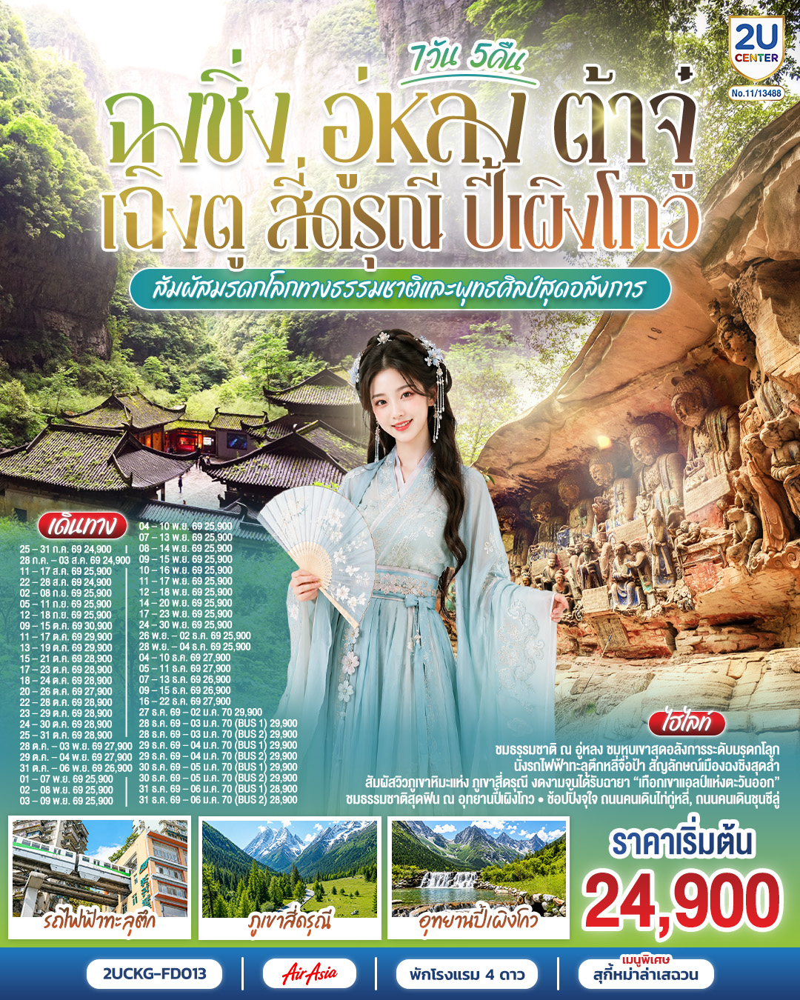 2U
CENTER
No.11/13488
7วัน 5คืน
ฉงชิ่ง อู่หลง ต้าจู๋
เฉิงตู สี่ดรุณี ปี้เผิงโกว
สัมผัสมรดกโลกทางธรรมชาติและพุทธศิลป์สุดอลังการ
เดินทาง
25 – 31 ก.ค. 69 24,900
28 ก.ค. – 03 ส.ค. 69 24,900
11 – 17 ส.ค. 69 25,900
22 – 28 ส.ค. 69 24,900
02 – 08 ก.ย. 69 25,900
05 – 11 ก.ย. 69 25,900
12 – 18 ก.ย. 69 25,900
09 – 15 ต.ค. 69 30,900
11 – 17 ต.ค. 69 29,900
13 – 19 ต.ค. 69 29,900
15 – 21 ต.ค. 69 28,900
17 – 23 ต.ค. 69 28,900
18 – 24 ต.ค. 69 28,900
20 – 26 ต.ค. 69 27,900
22 – 28 ต.ค. 69 28,900
23 – 29 ต.ค. 69 28,900
24 – 30 ต.ค. 69 28,900
25 – 31 ต.ค. 69 28,900
28 ต.ค. – 03 พ.ย. 69 27,900
29 ต.ค. – 04 พ.ย. 69 27,900
31 ต.ค. – 06 พ.ย. 69 26,900
01 – 07 พ.ย. 69 25,900
02 – 08 พ.ย. 69 25,900
03 – 09 พ.ย. 69 25,900
04 – 10 พ.ย. 69 25,900
07 – 13 พ.ย. 69 25,900
08 – 14 พ.ย. 69 25,900
09 – 15 พ.ย. 69 25,900
10 – 16 พ.ย. 69 25,900
11 – 17 พ.ย. 69 25,900
12 – 18 พ.ย. 69 25,900
14 – 20 พ.ย. 69 25,900
17 – 23 พ.ย. 69 25,900
24 – 30 พ.ย. 69 25,900
26 พ.ย. – 02 ธ.ค. 69 25,900
28 พ.ย. – 04 ธ.ค. 69 25,900
04 – 10 ธ.ค. 69 27,900
05 – 11 ธ.ค. 69 27,900
07 – 13 ธ.ค. 69 26,900
09 – 15 ธ.ค. 69 26,900
16 – 22 ธ.ค. 69 27,900
27 ธ.ค. 69 – 02 ม.ค. 70 29,900
28 ธ.ค. 69 – 03 ม.ค. 70 (BUS 1) 29,900
28 ธ.ค. 69 – 03 ม.ค. 70 (BUS 2) 29,900
29 ธ.ค. 69 – 04 ม.ค. 70 (BUS 1) 29,900
29 ธ.ค. 69 – 04 ม.ค. 70 (BUS 2) 29,900
30 ธ.ค. 69 – 05 ม.ค. 70 (BUS 1) 29,900
30 ธ.ค. 69 – 05 ม.ค. 70 (BUS 2) 29,900
31 ธ.ค. 69 – 06 ม.ค. 70 (BUS 1) 28,900
31 ธ.ค. 69 – 06 ม.ค. 70 (BUS 2) 28,900
ไฮไลท์
ชมธรรมชาติ ณ อู่หลง ชมหุบเขาสุดอลังการระดับมรดกโลก
นั่งรถไฟฟ้าทะลุตึกหลี่จื่อป้า สัญลักษณ์เมืองฉงชิ่งสุดล้ำ
สัมผัสวิวภูเขาหิมะแห่ง ภูเขาสี่ดรุณี งดงามจนได้รับฉายา “เทือกเขาแอลป์แห่งตะวันออก”
ชมธรรมชาติสุดฟิน ณ อุทยานปี้เผิงโกว • ช้อปปิ้งจุใจ ถนนคนเดินไท่กู่หลี่, ถนนคนเดินชุนซีลู่
รถไฟฟ้าทะลุตึก
ภูเขาสี่ดรุณี
อุทยานปี้เผิงโกว
ราคาเริ่มต้น
24,900
2UCKG-FD013
AirAsia
พักโรงแรม 4 ดาว
เมนูพิเศษ
สุกี้หม่าล่าเสฉวน